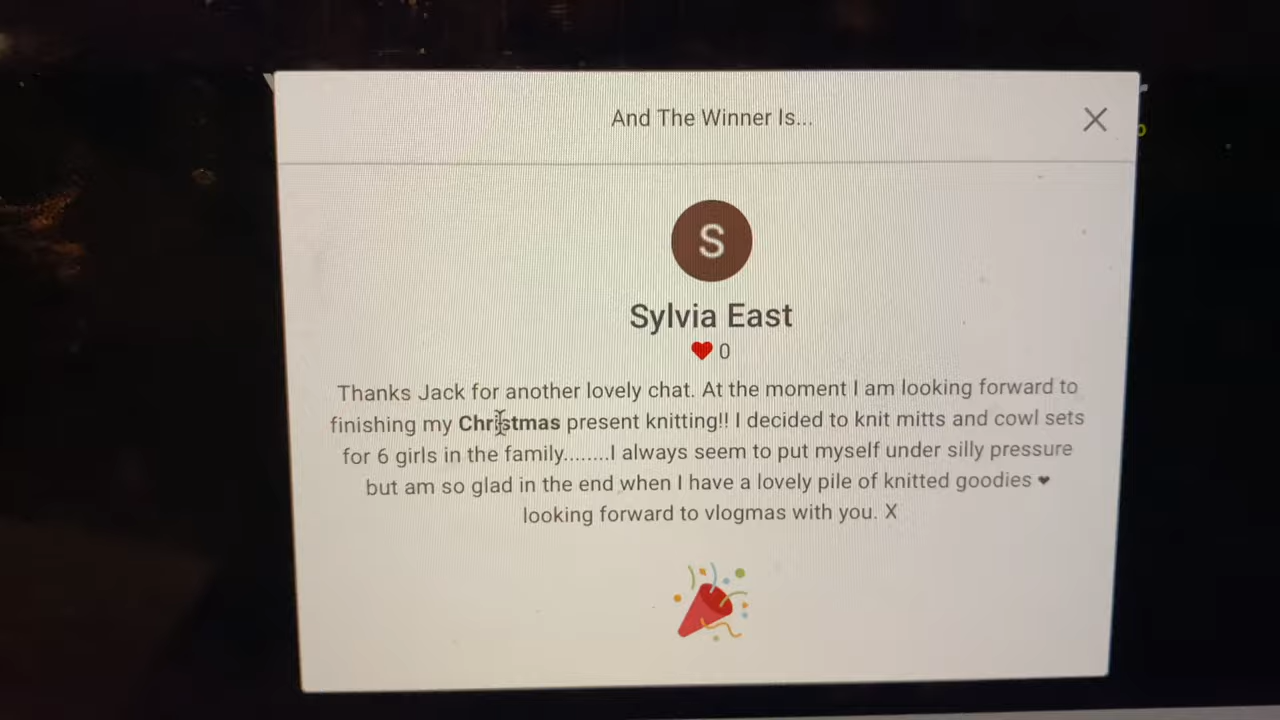 And The Winner Is...
S
Sylvia East
0
Thanks Jack for another lovely chat. At the moment I am looking forward to
finishing my Christmas present knitting!! I decided to knit mitts and cowl sets
for 6 girls in the family........I always seem to put myself under silly pressure
but am so glad in the end when I have a lovely pile of knitted goodies ❤
looking forward to vlogmas with you. X